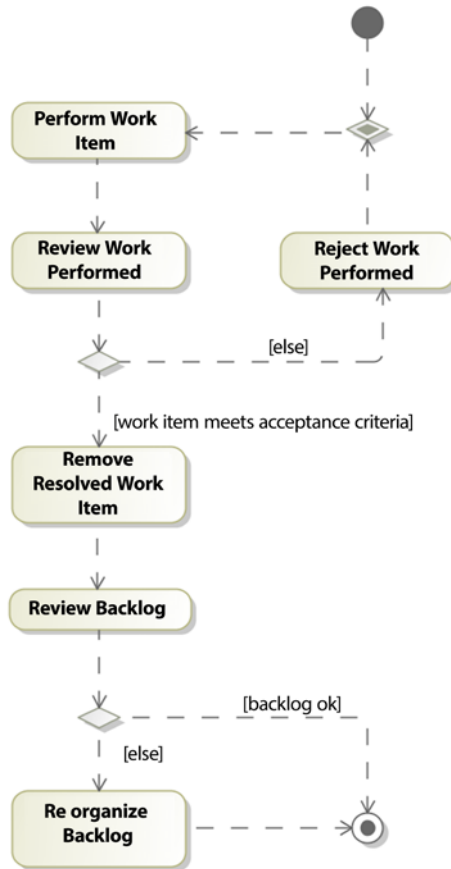 Perform Work
Item
Review Work
Performed
Reject Work
Performed
[else]
[work item meets acceptance criteria]
Remove
Resolved Work
Item
Review Backlog
[backlog ok]
[else]
Re organize
Backlog